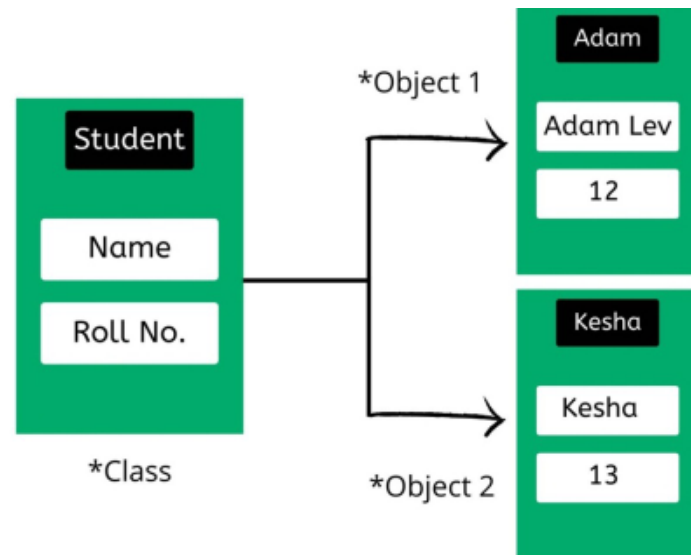 Student
Name
Roll No.
*Class
*Object 1
Adam
Adam Lev
12
*Object 2
Kesha
Kesha
13